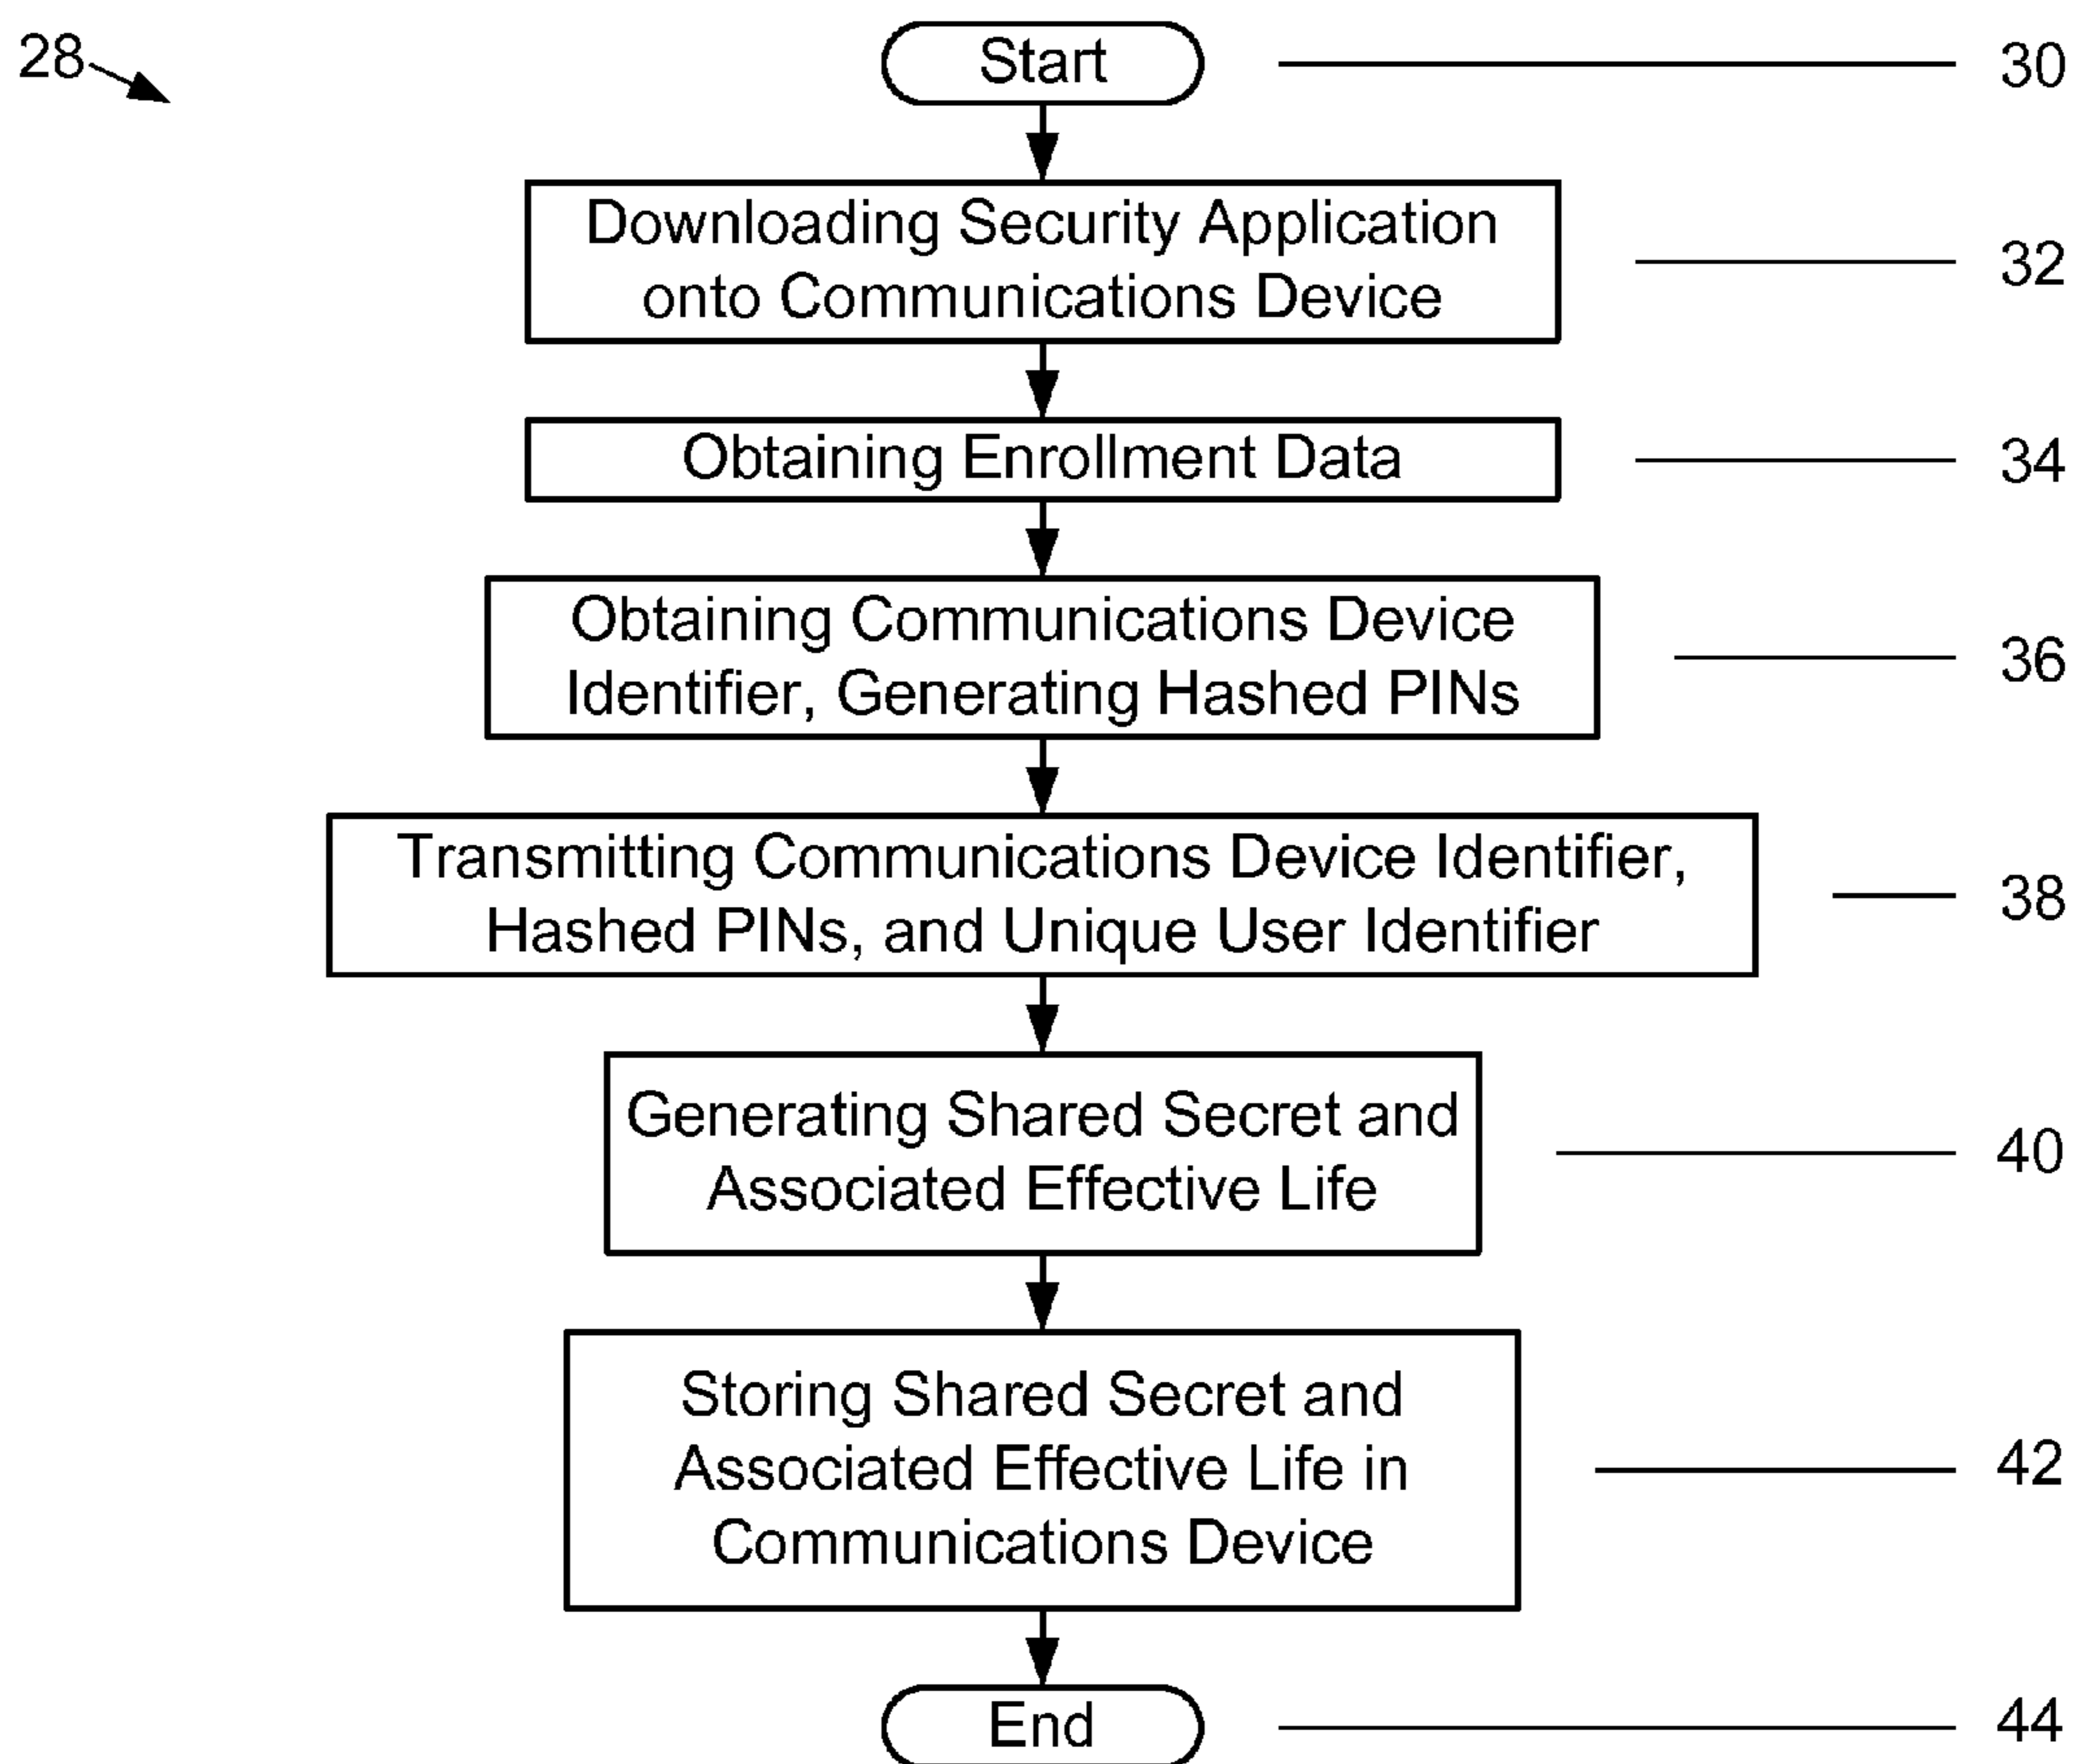 28
Start
30
Downloading Security Application
onto Communications Device
32
Obtaining Enrollment Data
34
Obtaining Communications Device
Identifier, Generating Hashed PINs
36
Transmitting Communications Device Identifier,
Hashed PINs, and Unique User Identifier
38
Generating Shared Secret and
Associated Effective Life
40
Storing Shared Secret and
Associated Effective Life in
Communications Device
42
End
44